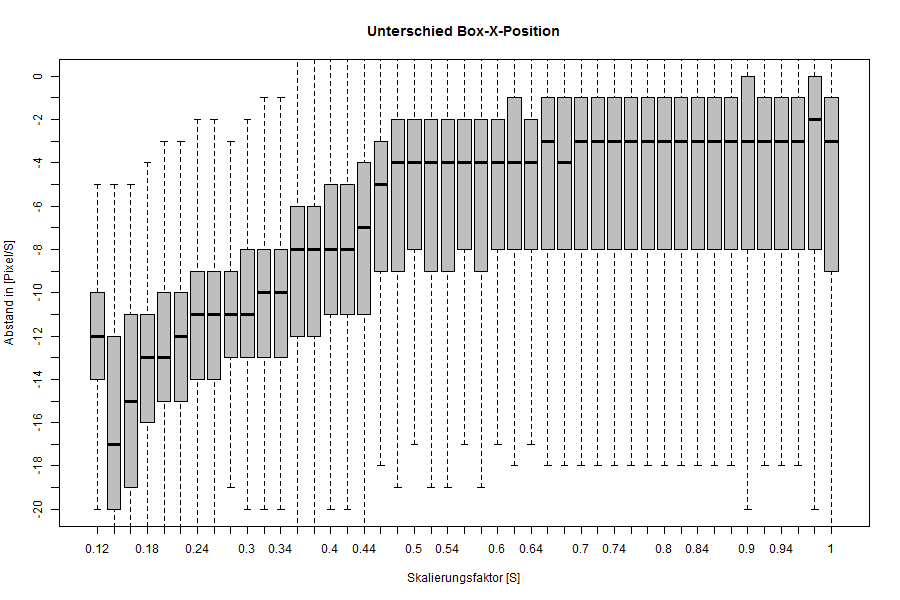 Unterschied Box-X-Position
Abstand in [Pixel/S]
0
-2
-4
-6
-8
-10
-12
-14
-16
-18
-20
0.12 0.18 0.24 0.3 0.34 0.4 0.44 0.5 0.54 0.6 0.64 0.7 0.74 0.8 0.84 0.9 0.94 1
Skalierungsfaktor [S]